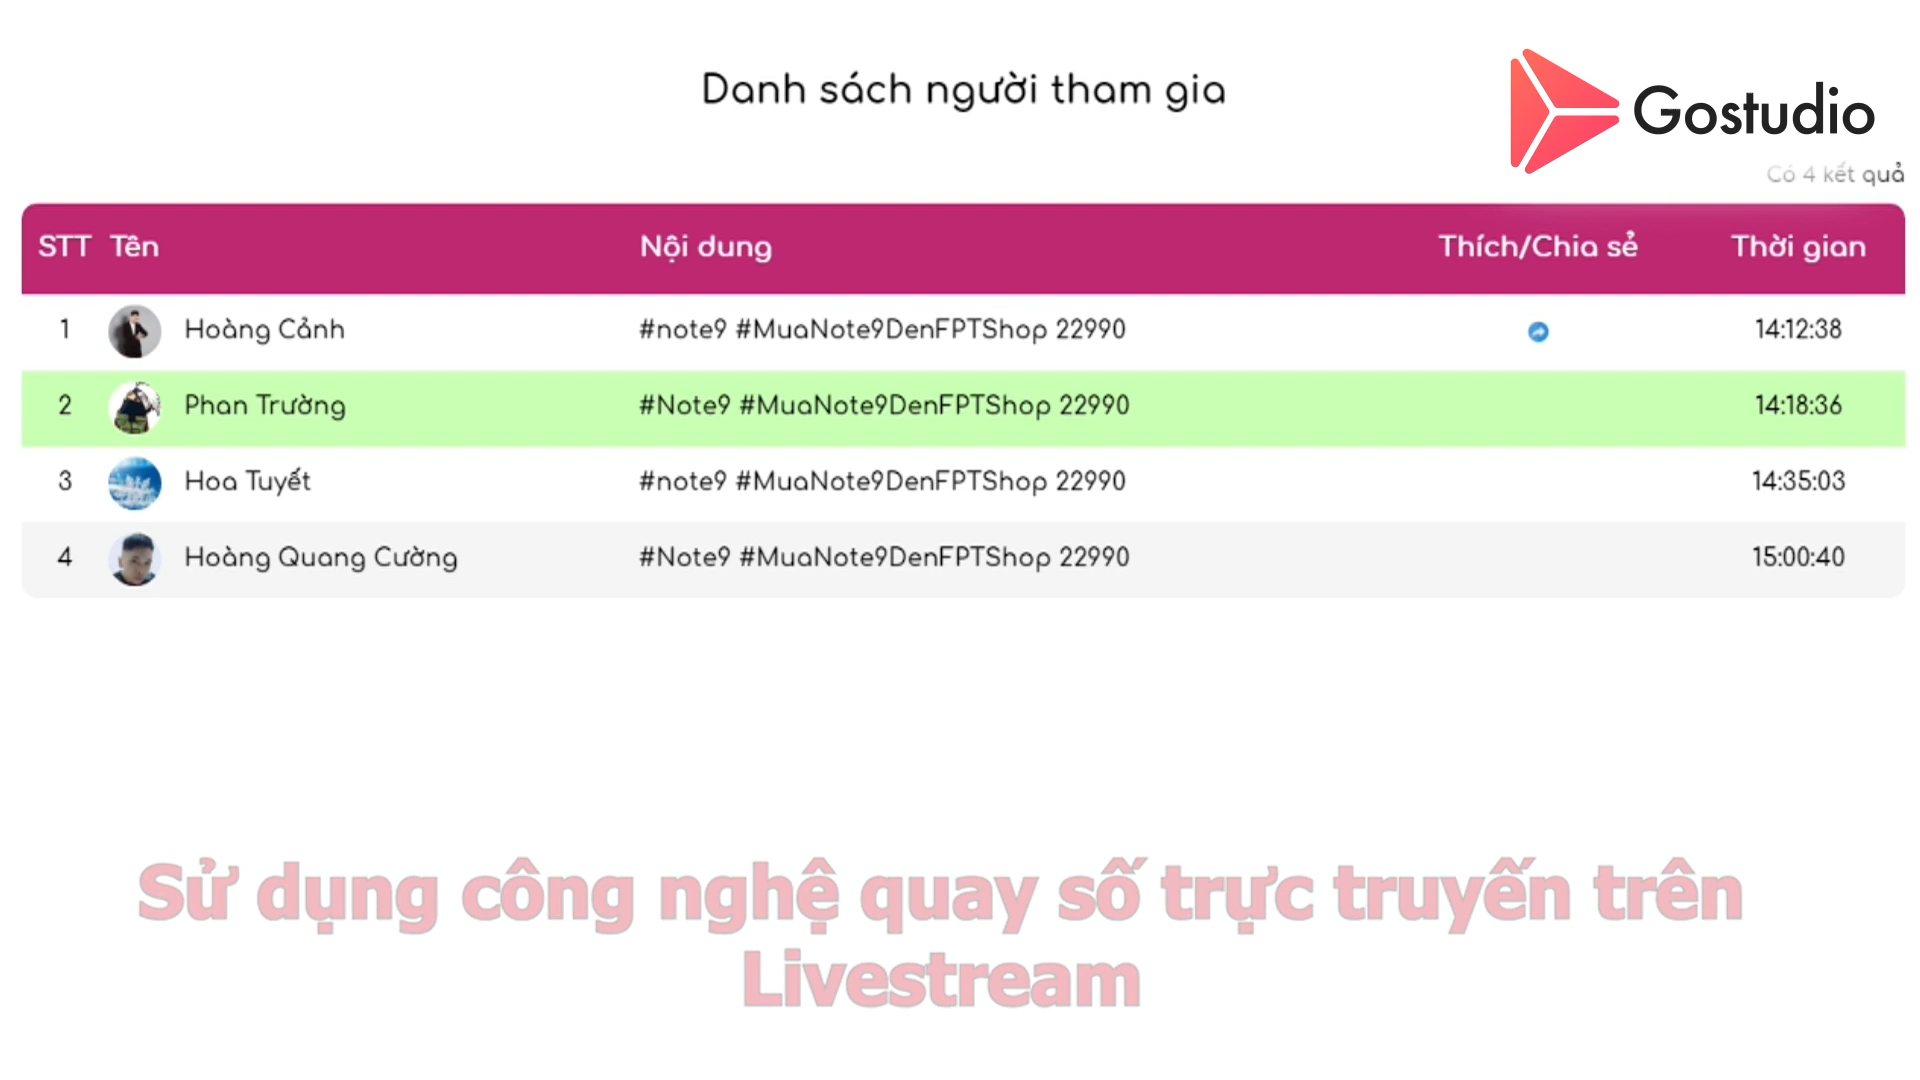 Danh sách người tham gia
Gostudio
Có 4 kết quả
STT Tên Nội dung Thích/Chia sẻ Thời gian
1 Hoàng Cảnh #note9 #MuaNote9DenFPTShop 22990 14:12:38
2 Phan Trường #Note9 #MuaNote9DenFPTShop 22990 14:18:36
3 Hoa Tuyết #note9 #MuaNote9DenFPTShop 22990 14:35:03
4 Hoàng Quang Cường #Note9 #MuaNote9DenFPTShop 22990 15:00:40
Sử dụng công nghệ quay số trực truyến trên
Livestream